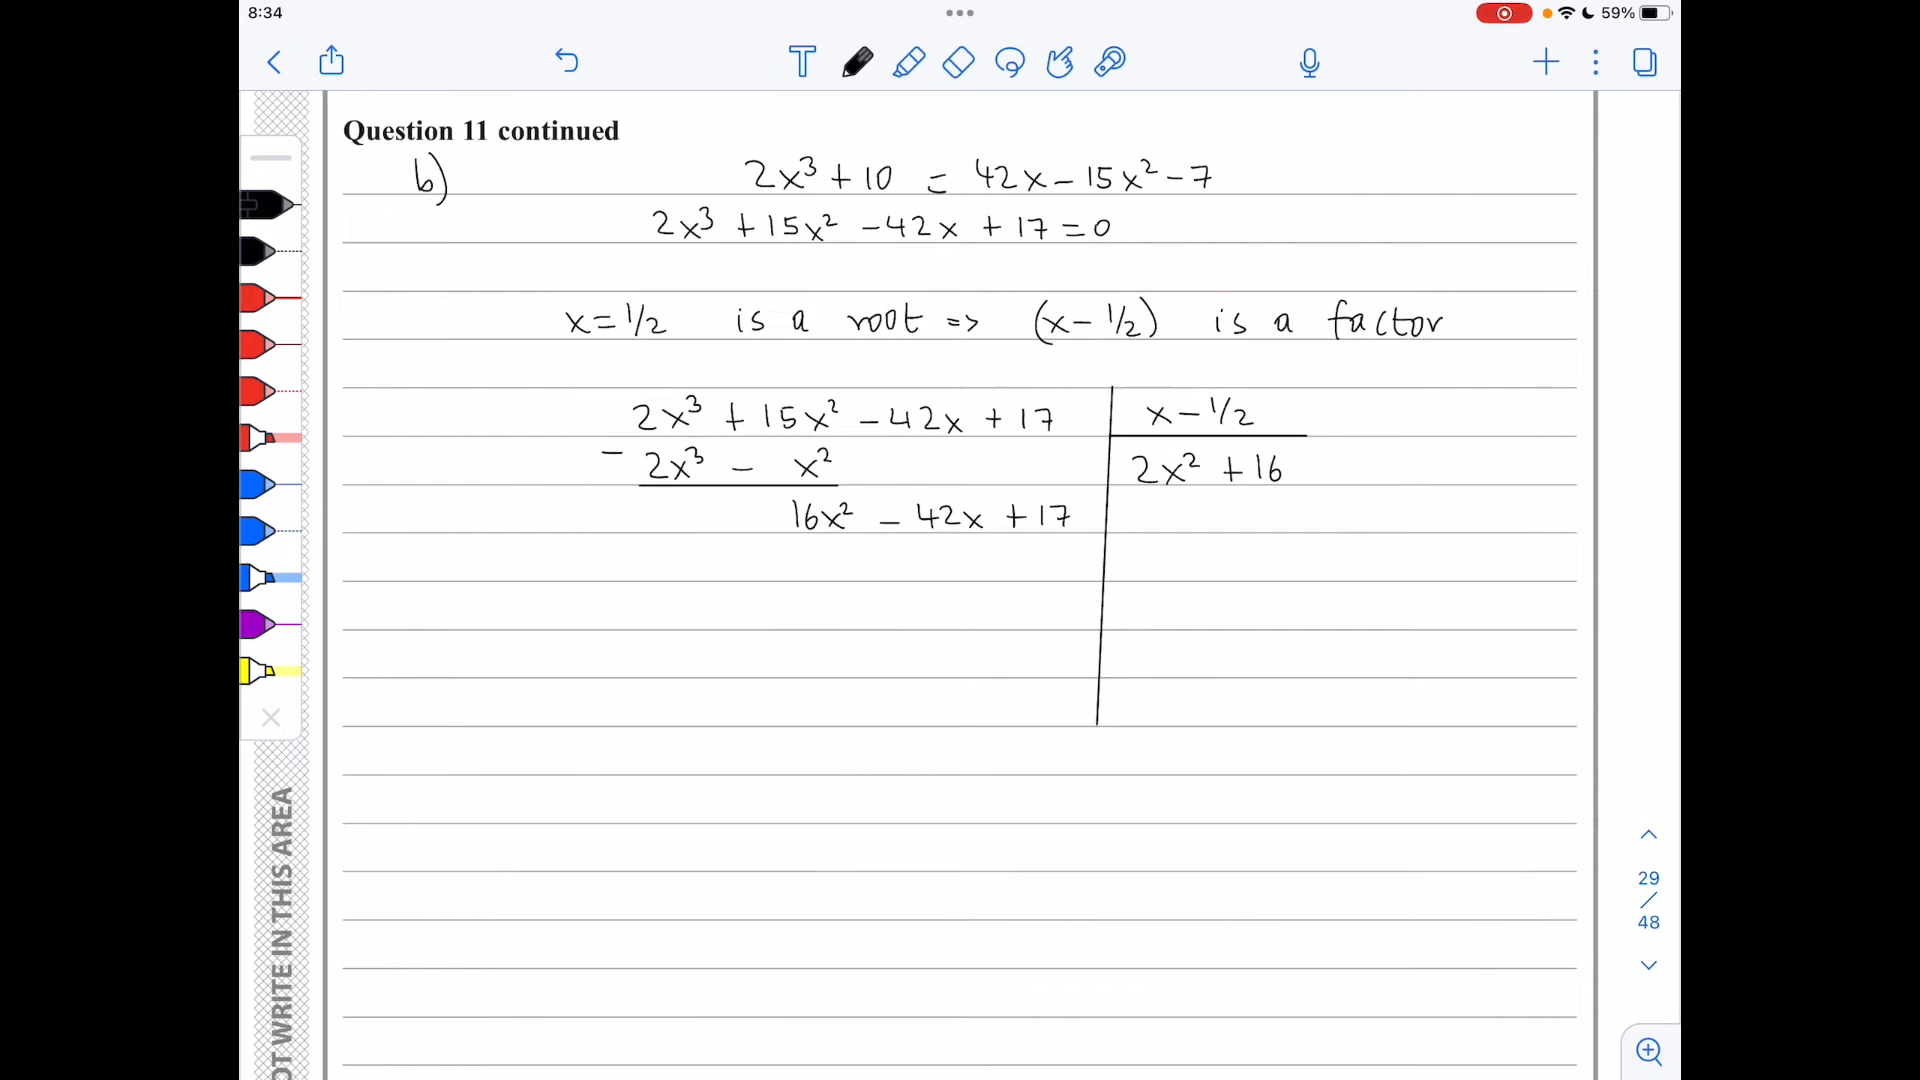 8:34
59%
T
Question 11 continued
b)
2x³ + 10 = 42x – 15x² – 7
2x³ + 15x² – 42x + 17 = 0
x = 1/2 is a root => (x – 1/2) is a factor
2x³ + 15x² – 42x + 17
x – 1/2
– 2x³ – x²
2x² + 16
16x² – 42x + 17
29
/
48
OT WRITE IN THIS AREA